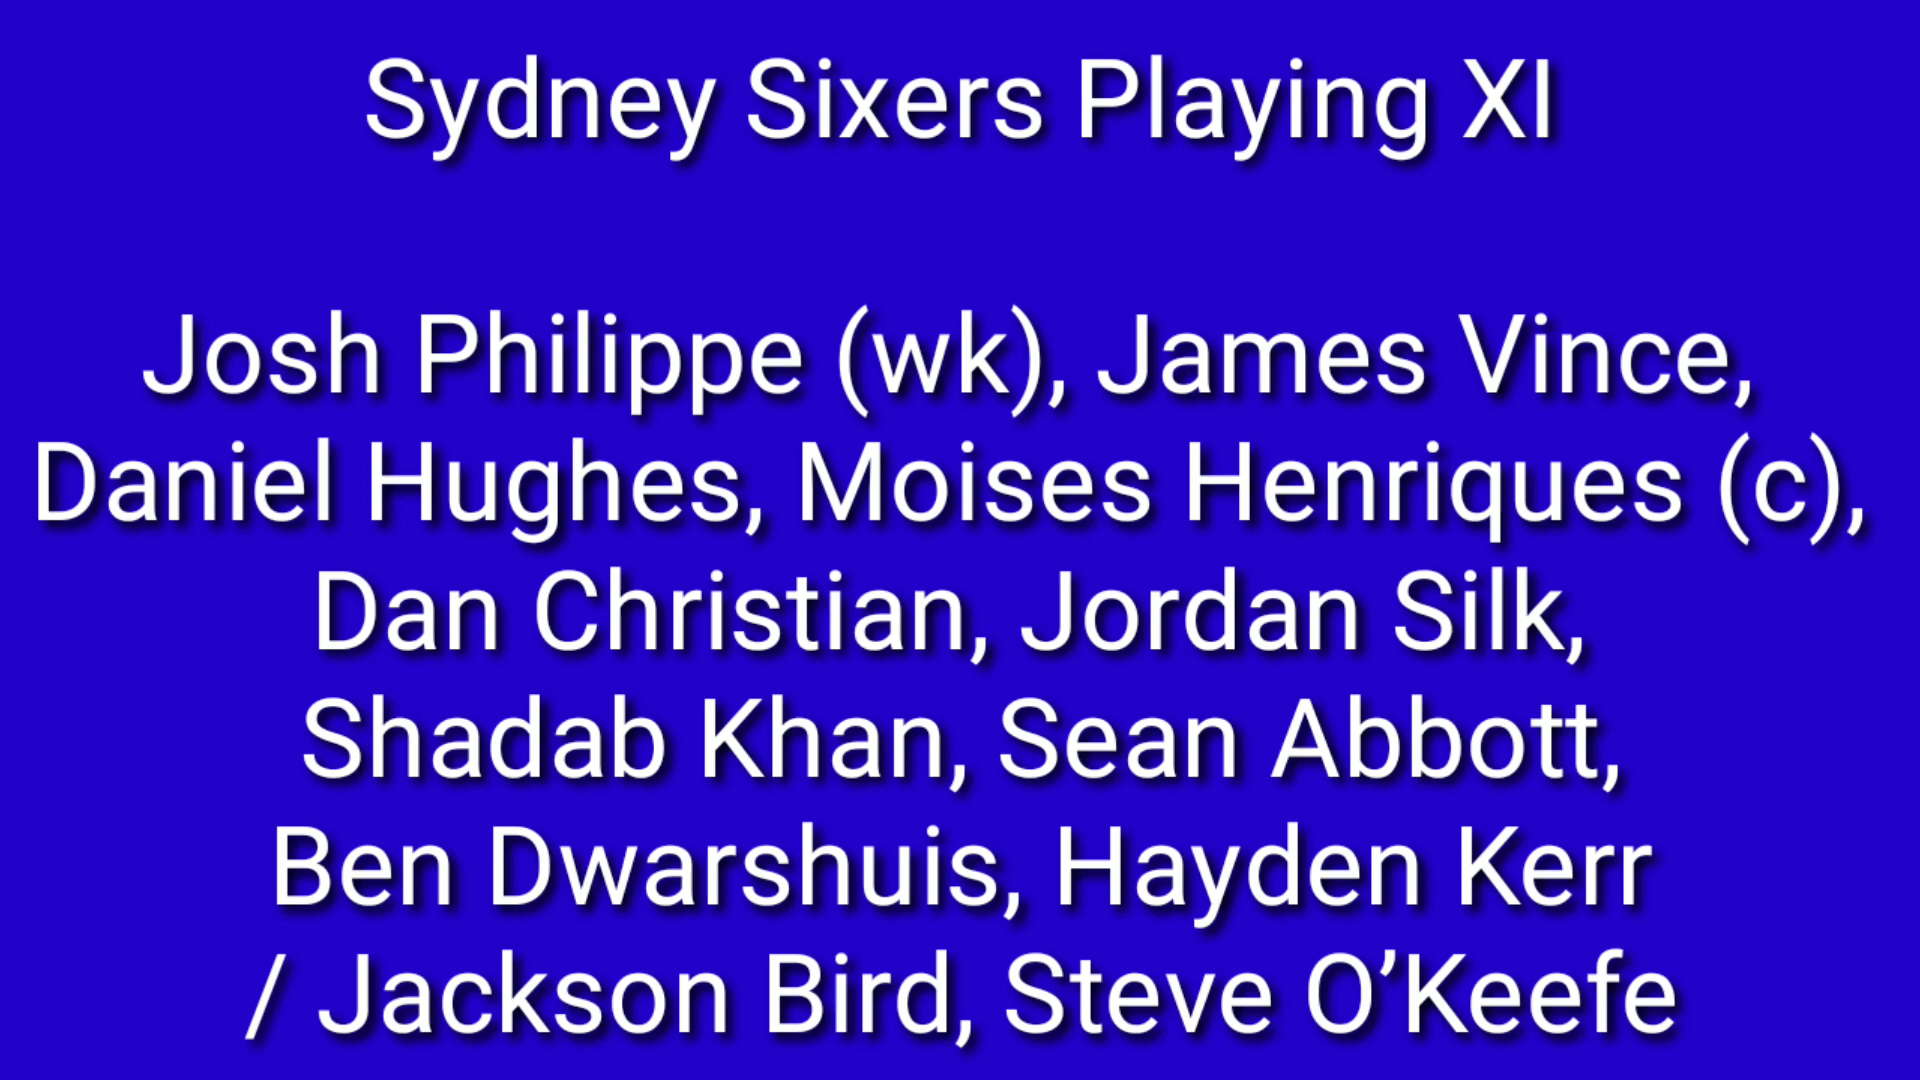 Sydney Sixers Playing XI
Josh Philippe (wk), James Vince,
Daniel Hughes, Moises Henriques (c),
Dan Christian, Jordan Silk,
Shadab Khan, Sean Abbott,
Ben Dwarshuis, Hayden Kerr
/ Jackson Bird, Steve O’Keefe